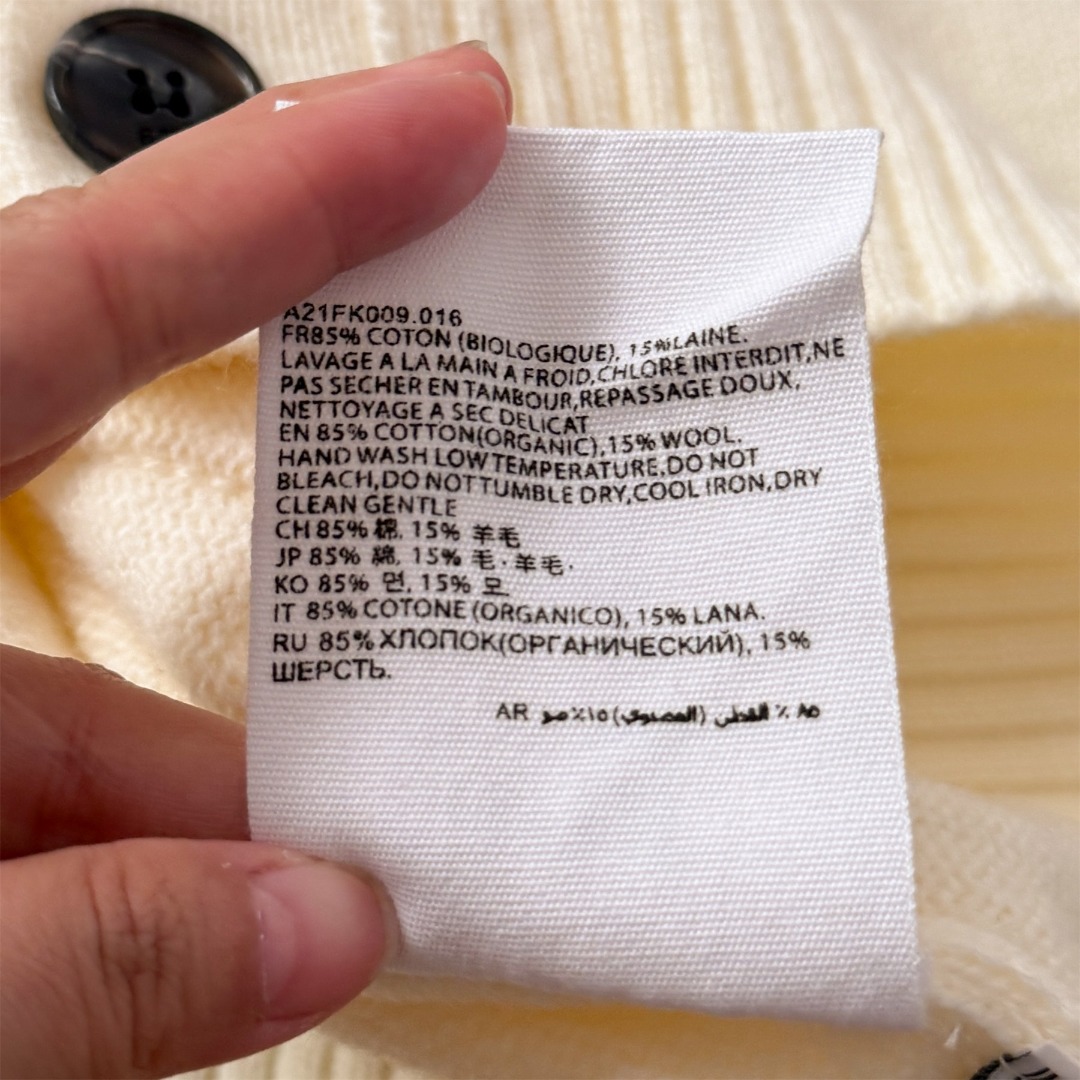 A21FK009.016
FR85% COTON (BIOLOGIQUE), 15%LAINE.
LAVAGE A LA MAIN A FROID,CHLORE INTERDIT,NE
PAS SECHER EN TAMBOUR,REPASSAGE DOUX,
NETTOYAGE A SEC DELICAT
EN 85% COTTON(ORGANIC),15% WOOL.
HAND WASH LOW TEMPERATURE.DO NOT
BLEACH,DO NOT TUMBLE DRY,COOL IRON,DRY
CLEAN GENTLE
CH 85% 棉, 15% 羊毛
JP 85% 綿, 15% 毛·羊毛.
KO 85% 면, 15% 모
IT 85% COTONE (ORGANICO), 15% LANA.
RU 85% ХЛОПОК(ОРГАНИЧЕСКИЙ), 15%
ШЕРСТЬ.
AR ٨٥ ٪ ١٥٪